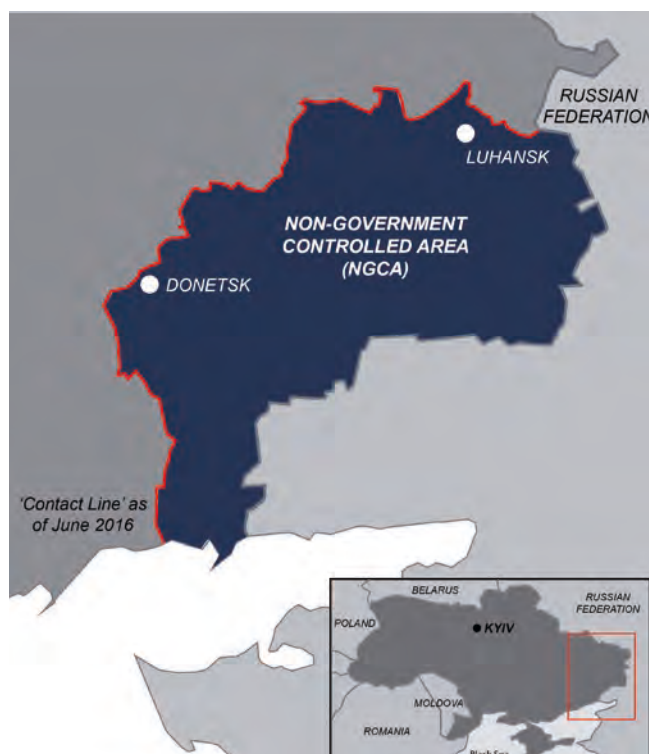 RUSSIAN
FEDERATION
LUHANSK
NON-GOVERNMENT
CONTROLLED AREA
(NGCA)
DONETSK
'Contact Line' as
of June 2016
BELARUS
RUSSIAN
FEDERATION
POLAND
KYIV
MOLDOVA
ROMANIA